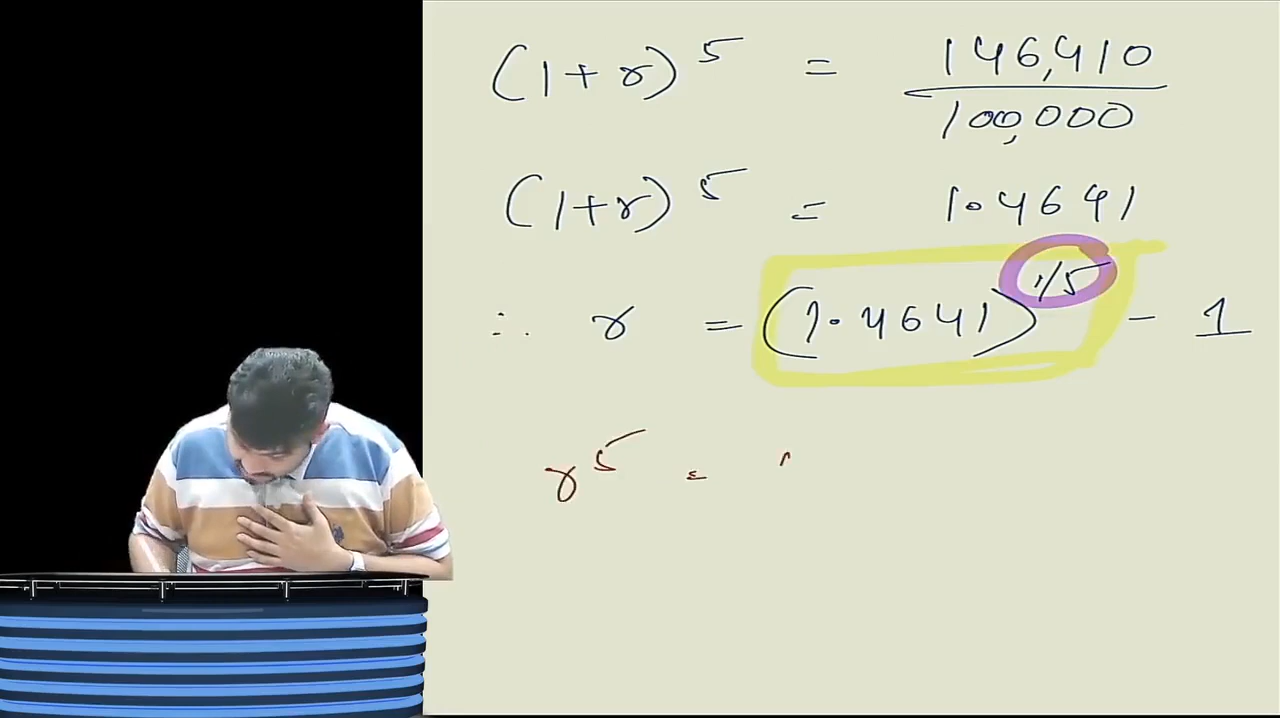 (1+r)^5 = 146,410 / 100,000
(1+r)^5 = 1.4641
∴ r = (1.4641)^1/5 - 1
r^5 =